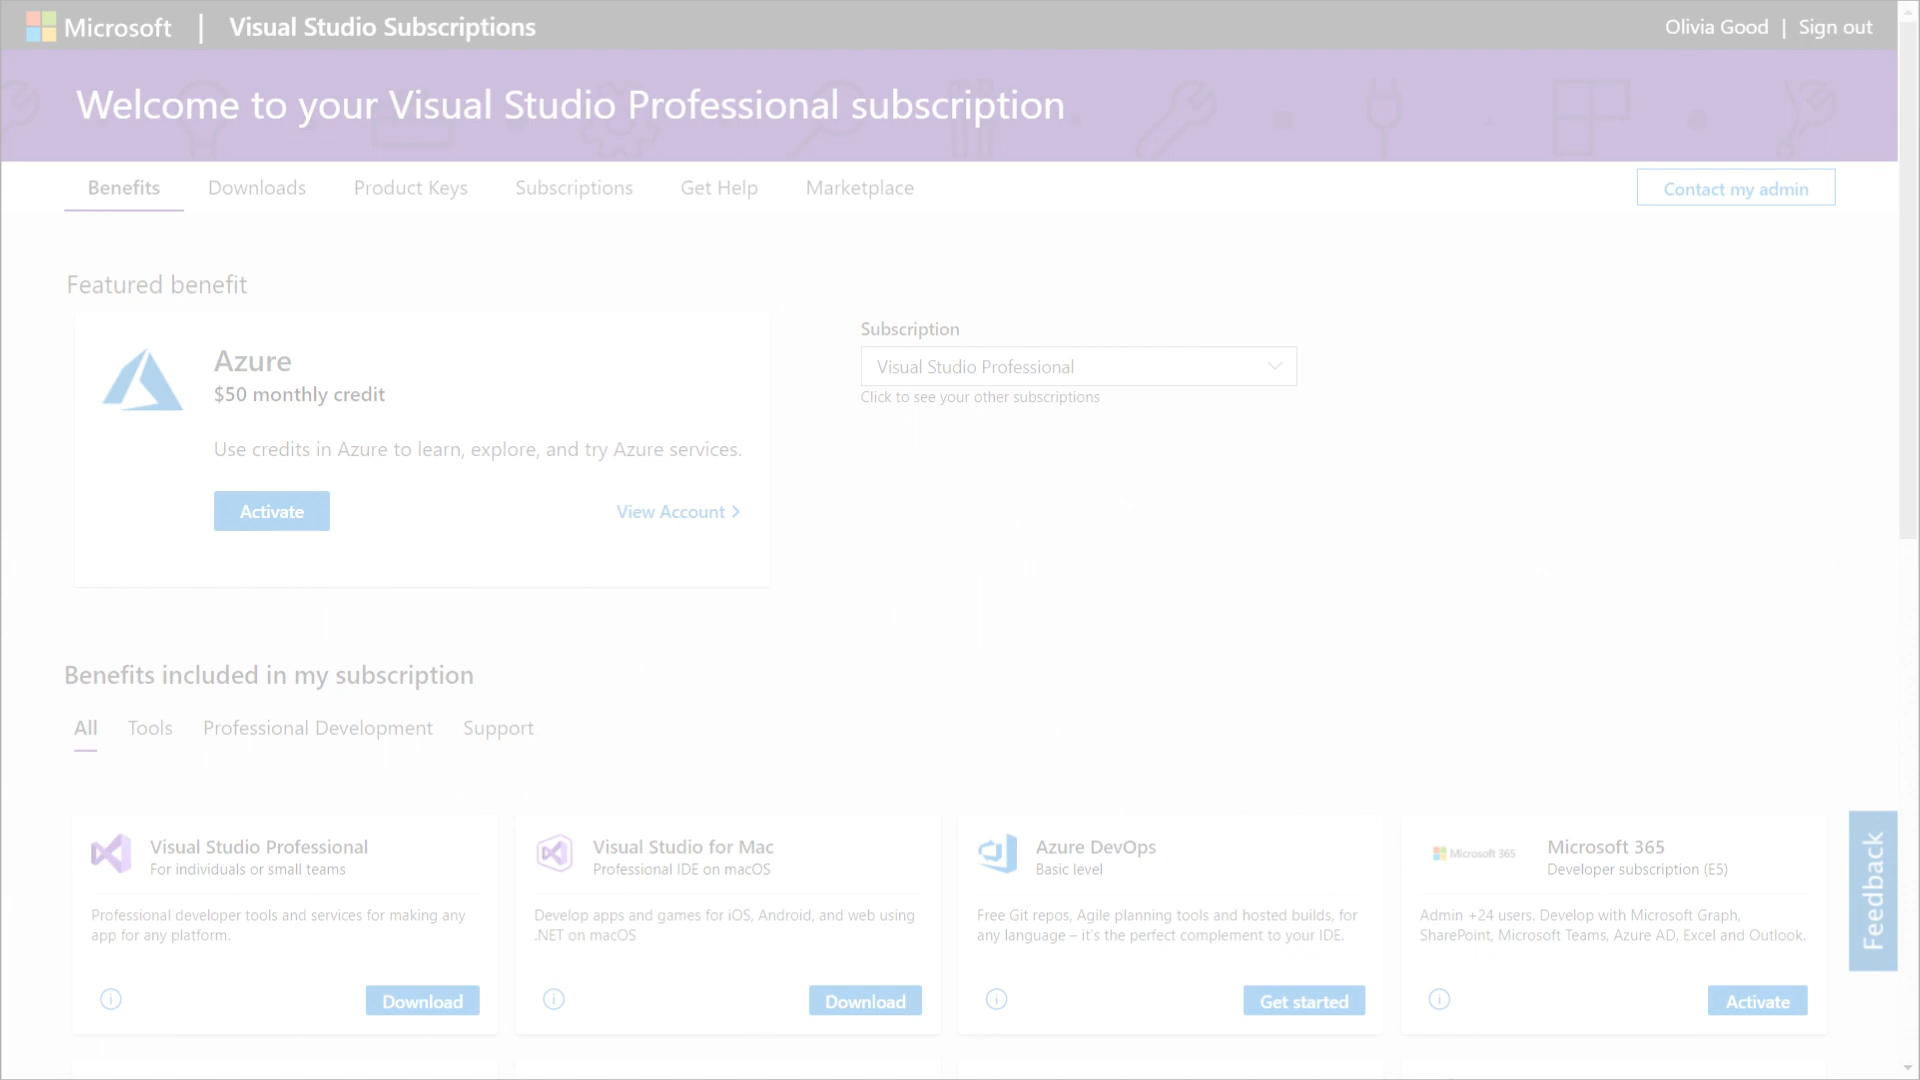 Microsoft | Visual Studio Subscriptions
Olivia Good | Sign out
Welcome to your Visual Studio Professional subscription
Benefits Downloads Product Keys Subscriptions Get Help Marketplace
Contact my admin
Featured benefit
Azure
$50 monthly credit
Use credits in Azure to learn, explore, and try Azure services.
Activate
View Account >
Subscription
Visual Studio Professional
Click to see your other subscriptions
Benefits included in my subscription
All Tools Professional Development Support
Visual Studio Professional
For individuals or small teams
Professional developer tools and services for making any
app for any platform.
Download
Visual Studio for Mac
Professional IDE on macOS
Develop apps and games for iOS, Android, and web using
.NET on macOS
Download
Azure DevOps
Basic level
Free Git repos, Agile planning tools and hosted builds, for
any language – it's the perfect complement to your IDE.
Get started
Microsoft 365
Microsoft 365
Developer subscription (E5)
Admin +24 users. Develop with Microsoft Graph,
SharePoint, Microsoft Teams, Azure AD, Excel and Outlook.
Activate
Feedback